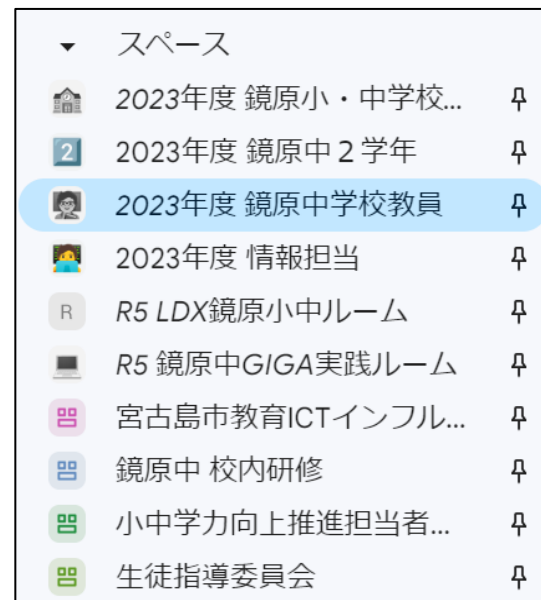 スペース
2023年度 鏡原小・中学校...
2 2023年度 鏡原中２学年
2023年度 鏡原中学校教員
2023年度 情報担当
R R5 LDX鏡原小中ルーム
R5 鏡原中GIGA実践ルーム
宮古島市教育ICTインフル...
鏡原中 校内研修
小中学力向上推進担当者...
生徒指導委員会